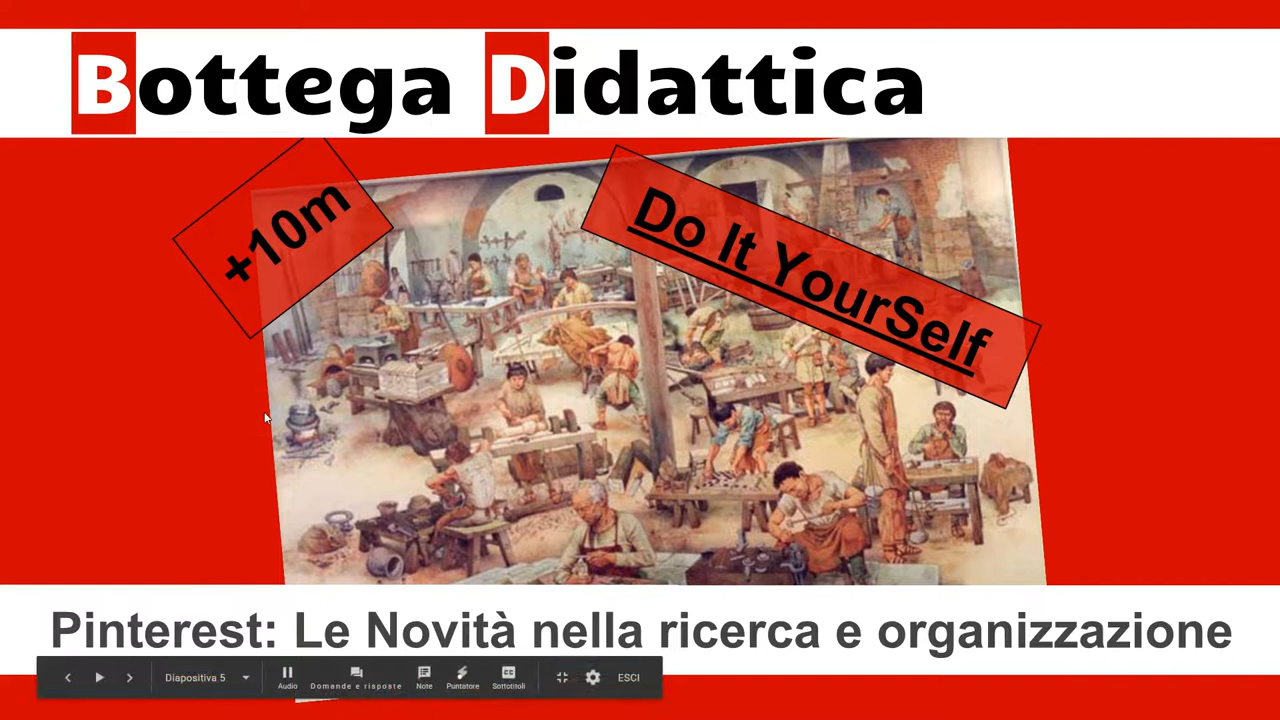 Bottega Didattica
+10m
Do It YourSelf
Pinterest: Le Novità nella ricerca e organizzazione
Diapositiva 5
Audio
Domande e risposte
Note
Puntatore
Sottotitoli
ESCI